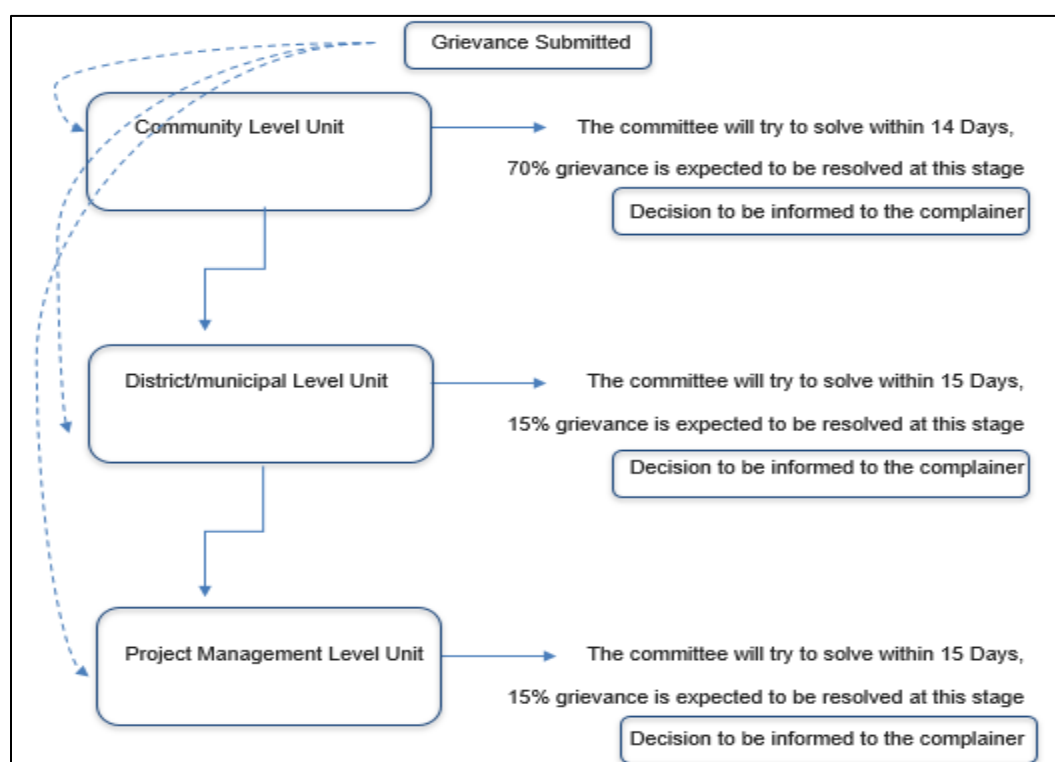 Grievance Submitted
Community Level Unit
The committee will try to solve within 14 Days,
70% grievance is expected to be resolved at this stage
Decision to be informed to the complainer
District/municipal Level Unit
The committee will try to solve within 15 Days,
15% grievance is expected to be resolved at this stage
Decision to be informed to the complainer
Project Management Level Unit
The committee will try to solve within 15 Days,
15% grievance is expected to be resolved at this stage
Decision to be informed to the complainer